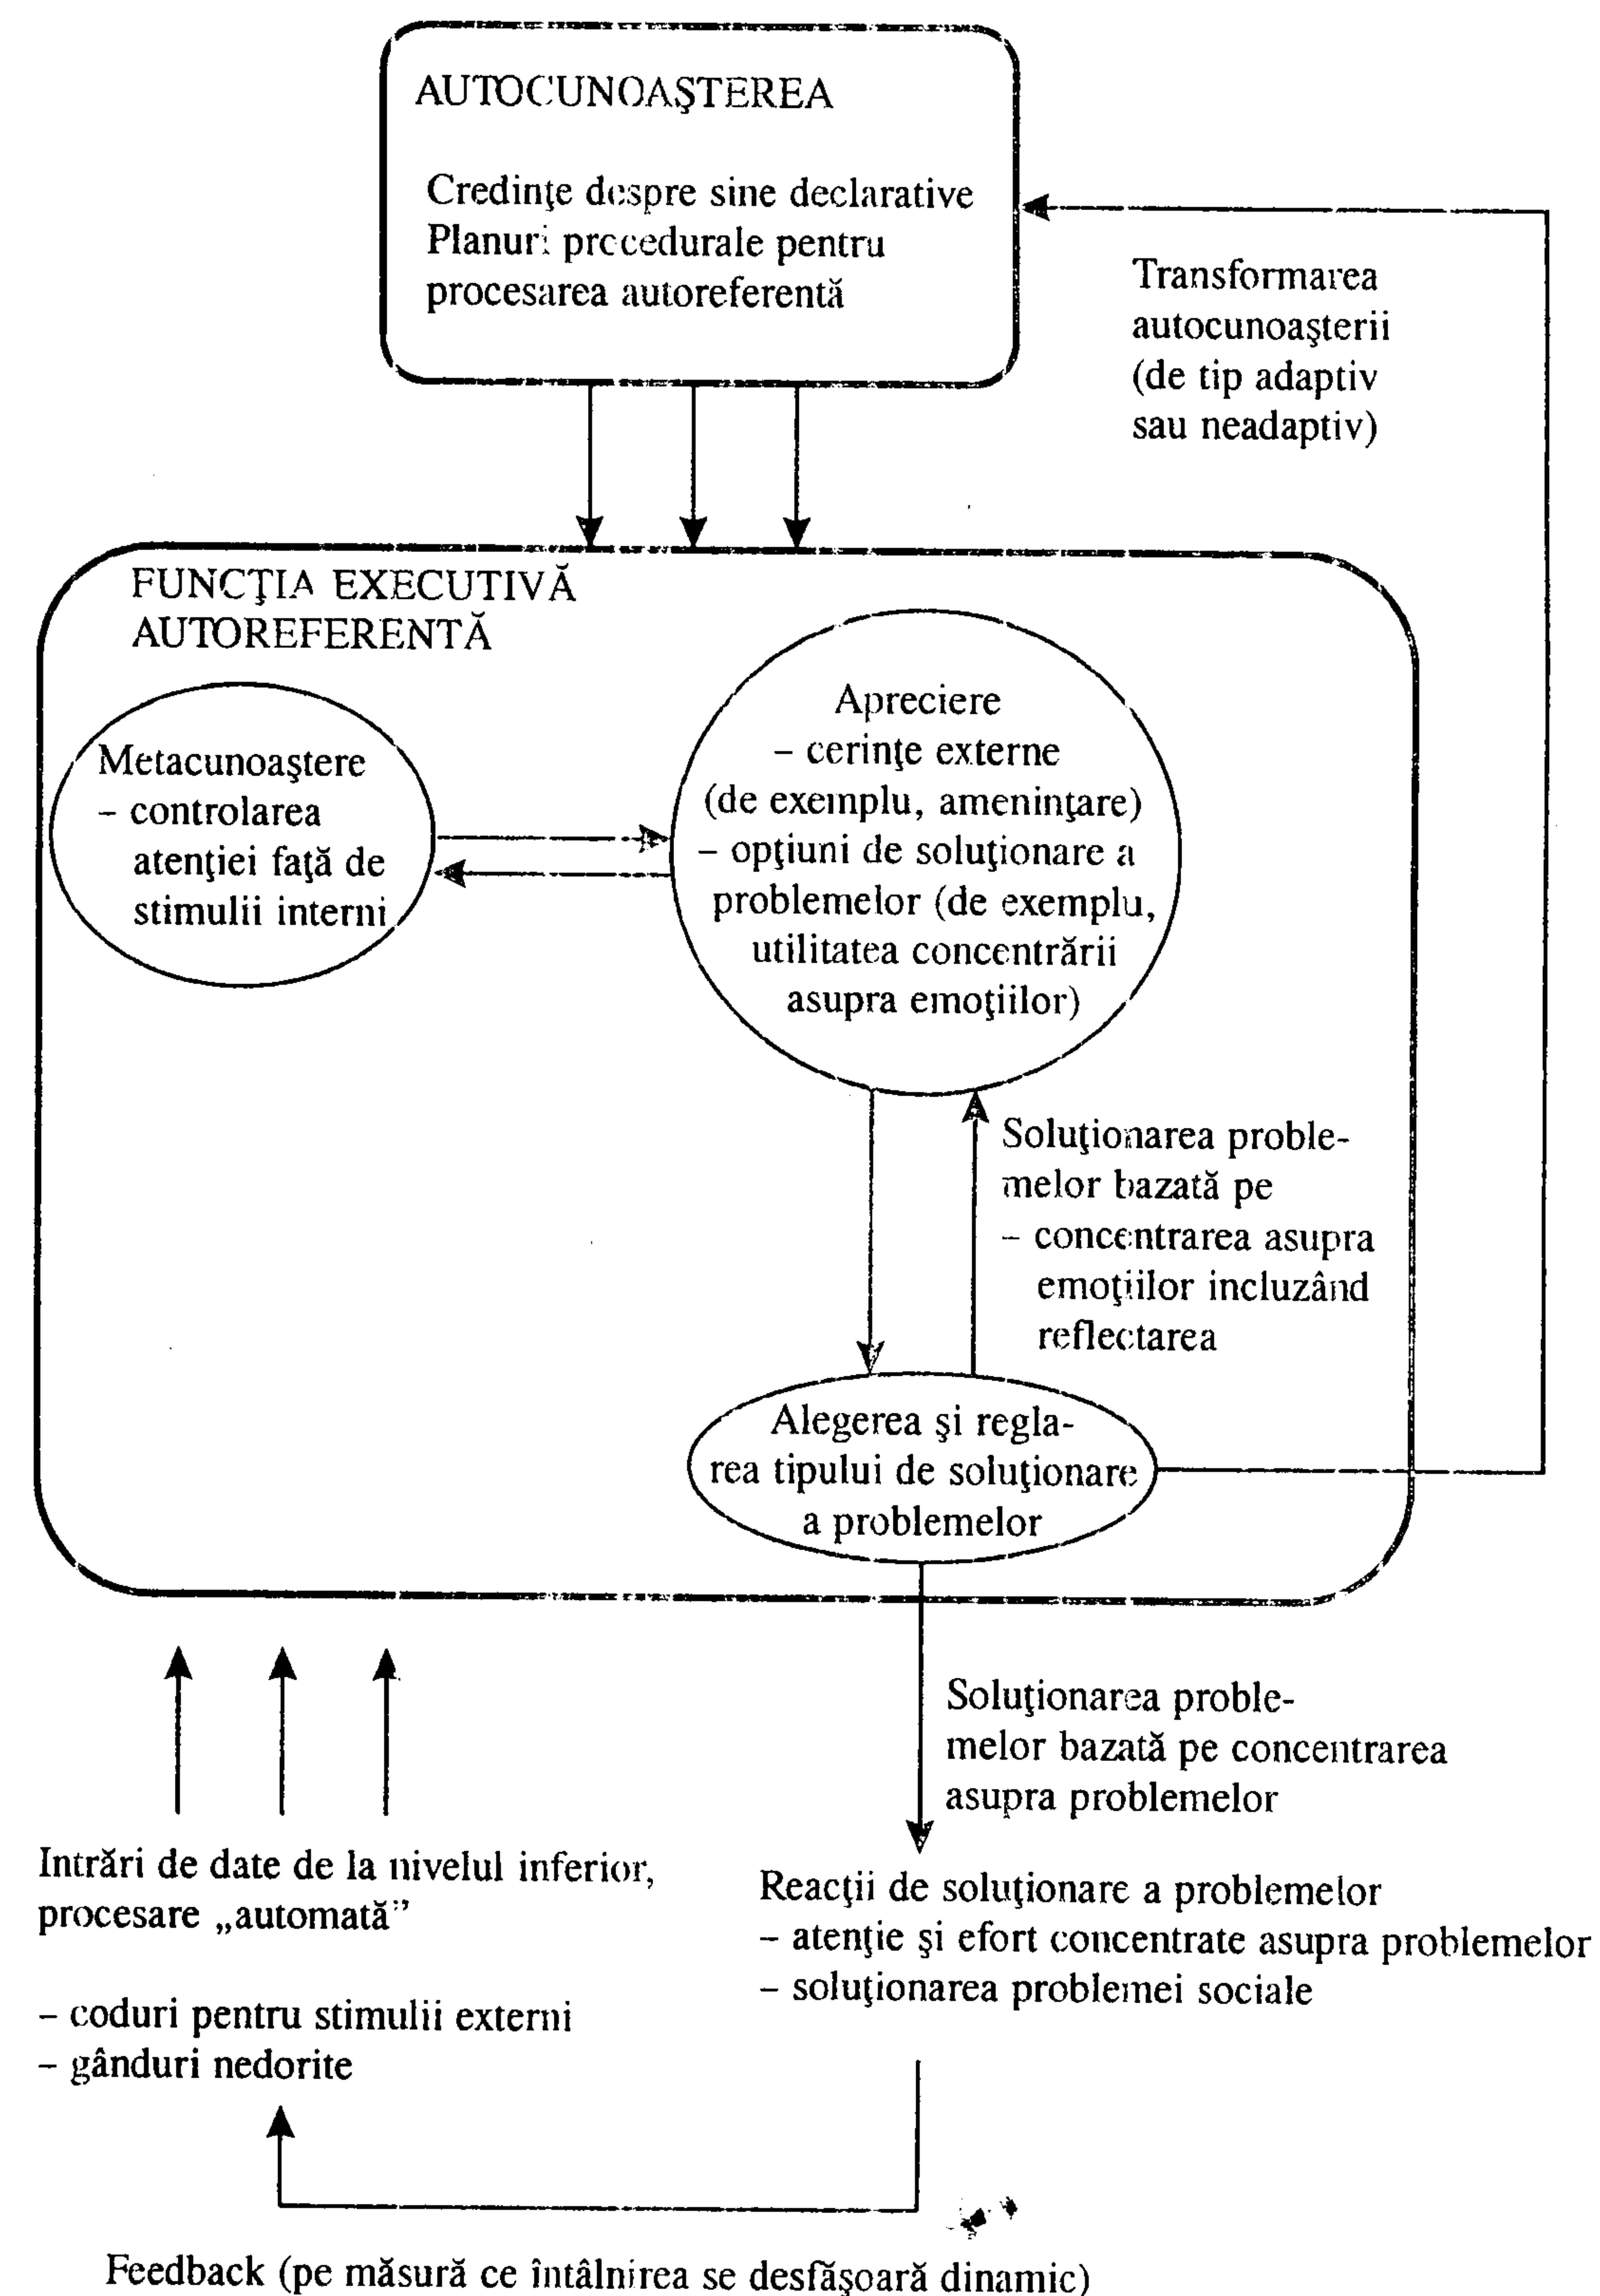 AUTOCUNOAŞTEREA
Credinţe despre sine declarative
Planuri procedurale pentru
procesarea autoreferentă
Transformarea
autocunoaşterii
(de tip adaptiv
sau neadaptiv)
FUNCŢIA EXECUTIVĂ
AUTOREFERENTĂ
Metacunoaştere
– controlarea
atenţiei faţă de
stimulii interni
Apreciere
– cerinţe externe
(de exemplu, ameninţare)
– opţiuni de soluţionare a
problemelor (de exemplu,
utilitatea concentrării
asupra emoţiilor)
Soluţionarea proble-
melor bazată pe
– concentrarea asupra
emoţiilor incluzând
reflectarea
Alegerea şi regla-
rea tipului de soluţionare
a problemelor
Soluţionarea proble-
melor bazată pe concentrarea
asupra problemelor
Intrări de date de la nivelul inferior,
procesare „automată”
– coduri pentru stimulii externi
– gânduri nedorite
Reacţii de soluţionare a problemelor
– atenţie şi efort concentrate asupra problemelor
– soluţionarea problemei sociale
Feedback (pe măsură ce întâlnirea se desfăşoară dinamic)